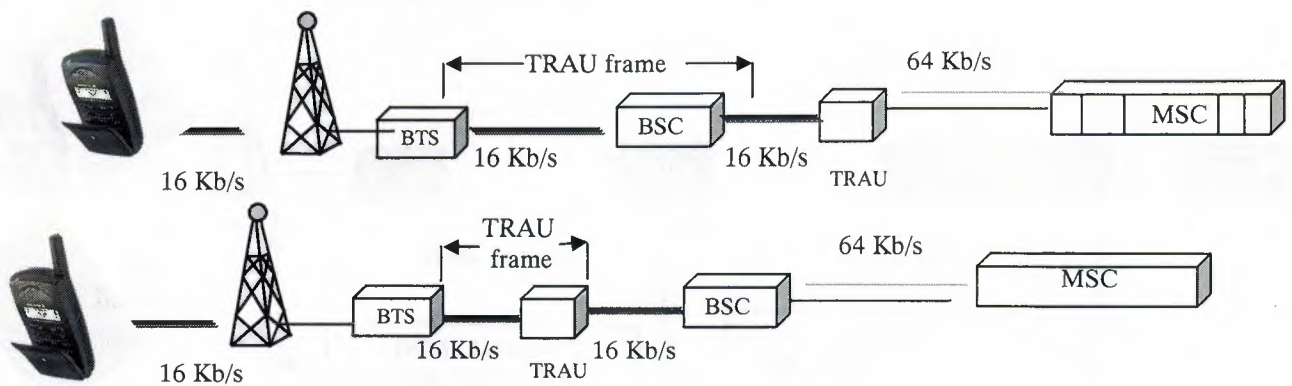 TRAU frame
64 Kb/s
BTS
BSC
MSC
16 Kb/s
16 Kb/s
16 Kb/s
TRAU
TRAU
frame
64 Kb/s
BTS
BSC
MSC
16 Kb/s
16 Kb/s
16 Kb/s
TRAU